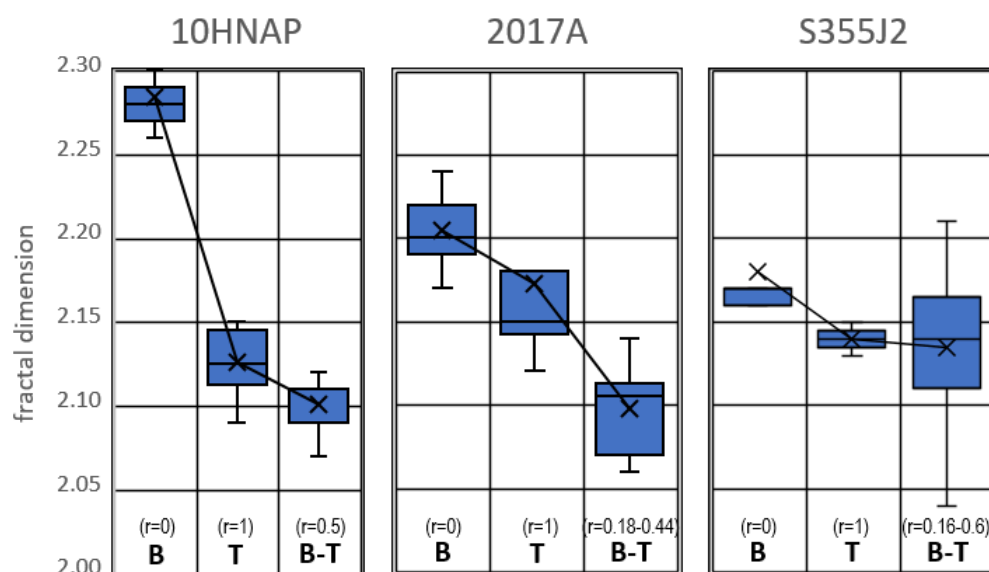 10HNAP 2017A S355J2
2.30
2.25
2.20
2.15
2.10
2.05
2.00
fractal dimension
(r=0) (r=1) (r=0.5) (r=0) (r=1) (r=0.18-0.44) (r=0) (r=1) (r=0.16-0.6)
B T B-T B T B-T B T B-T